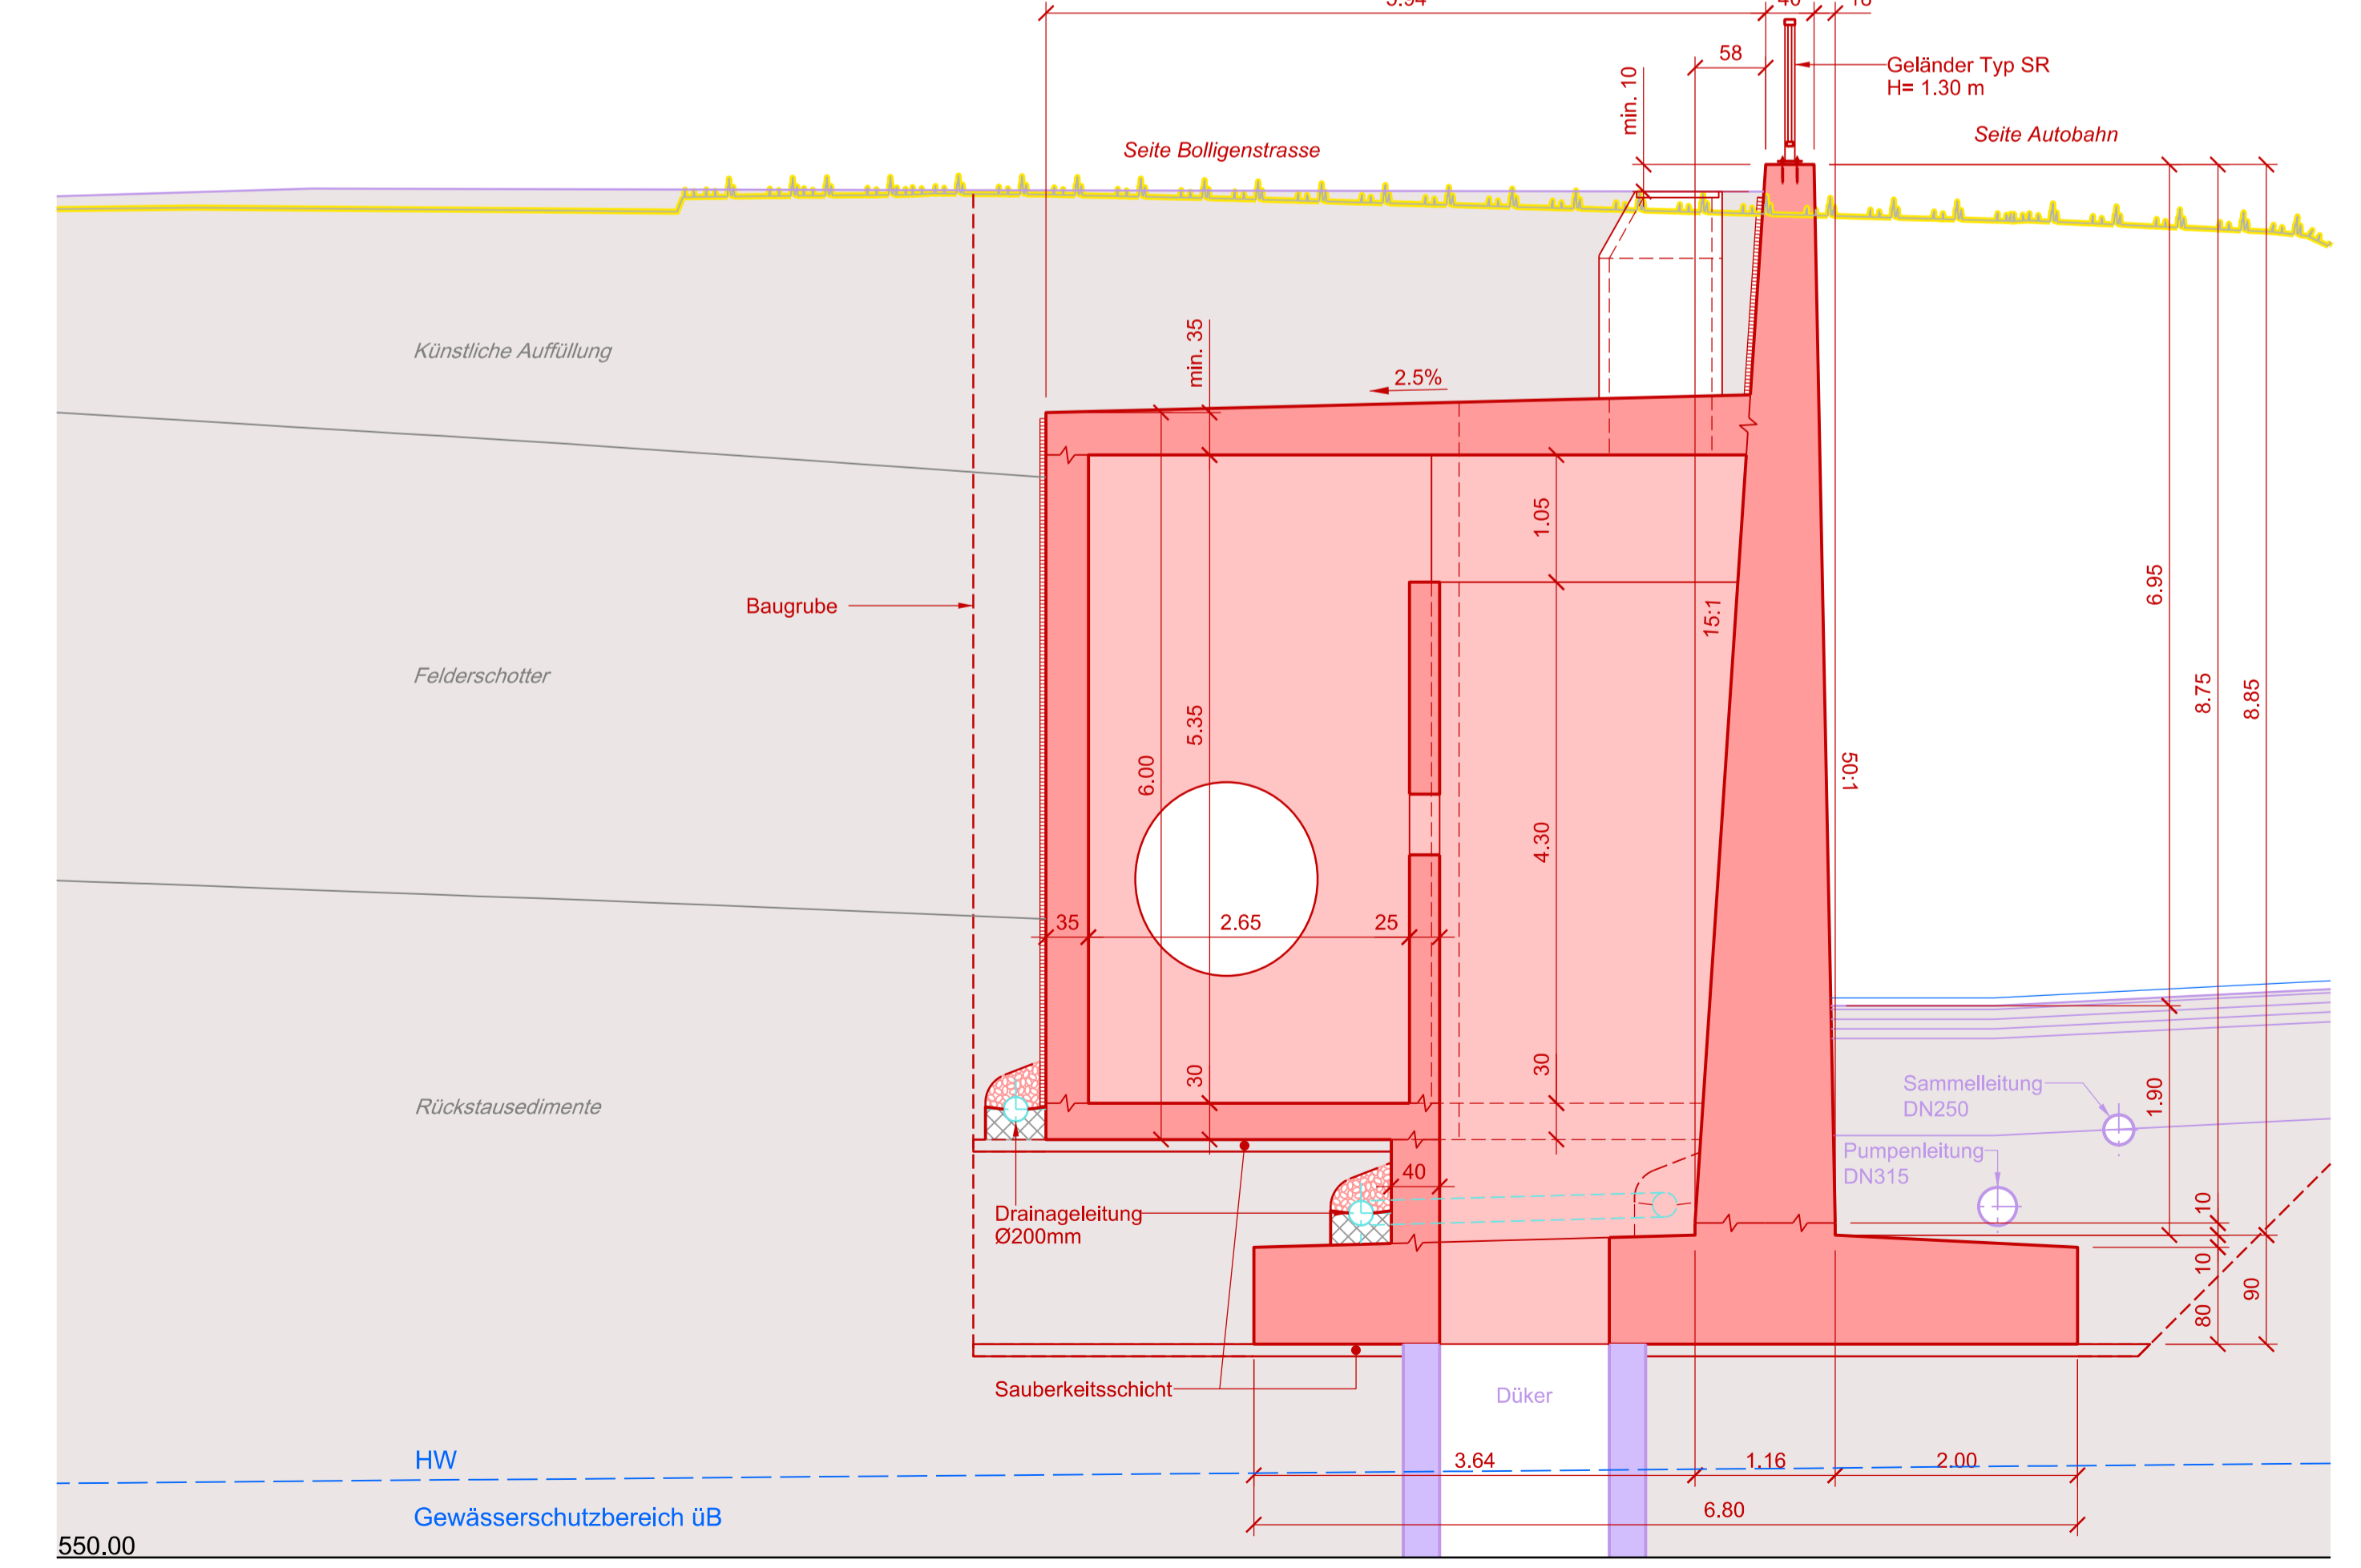 58
min. 10
Geländer Typ SR
H= 1.30 m
Seite Bolligenstrasse
Seite Autobahn
Künstliche Auffüllung
min. 35
2.5%
1.05
6.95
15:1
Baugrube
Felderschotter
5.35
6.00
8.75
8.85
50:1
4.30
35
2.65
25
30
30
Rückstausedimente
Sammelleitung
DN250
1.90
Pumpenleitung
DN315
40
10
Drainageleitung
Ø200mm
10
90
80
Sauberkeitsschicht
Düker
HW
3.64
1.16
2.00
Gewässerschutzbereich üB
6.80
550.00